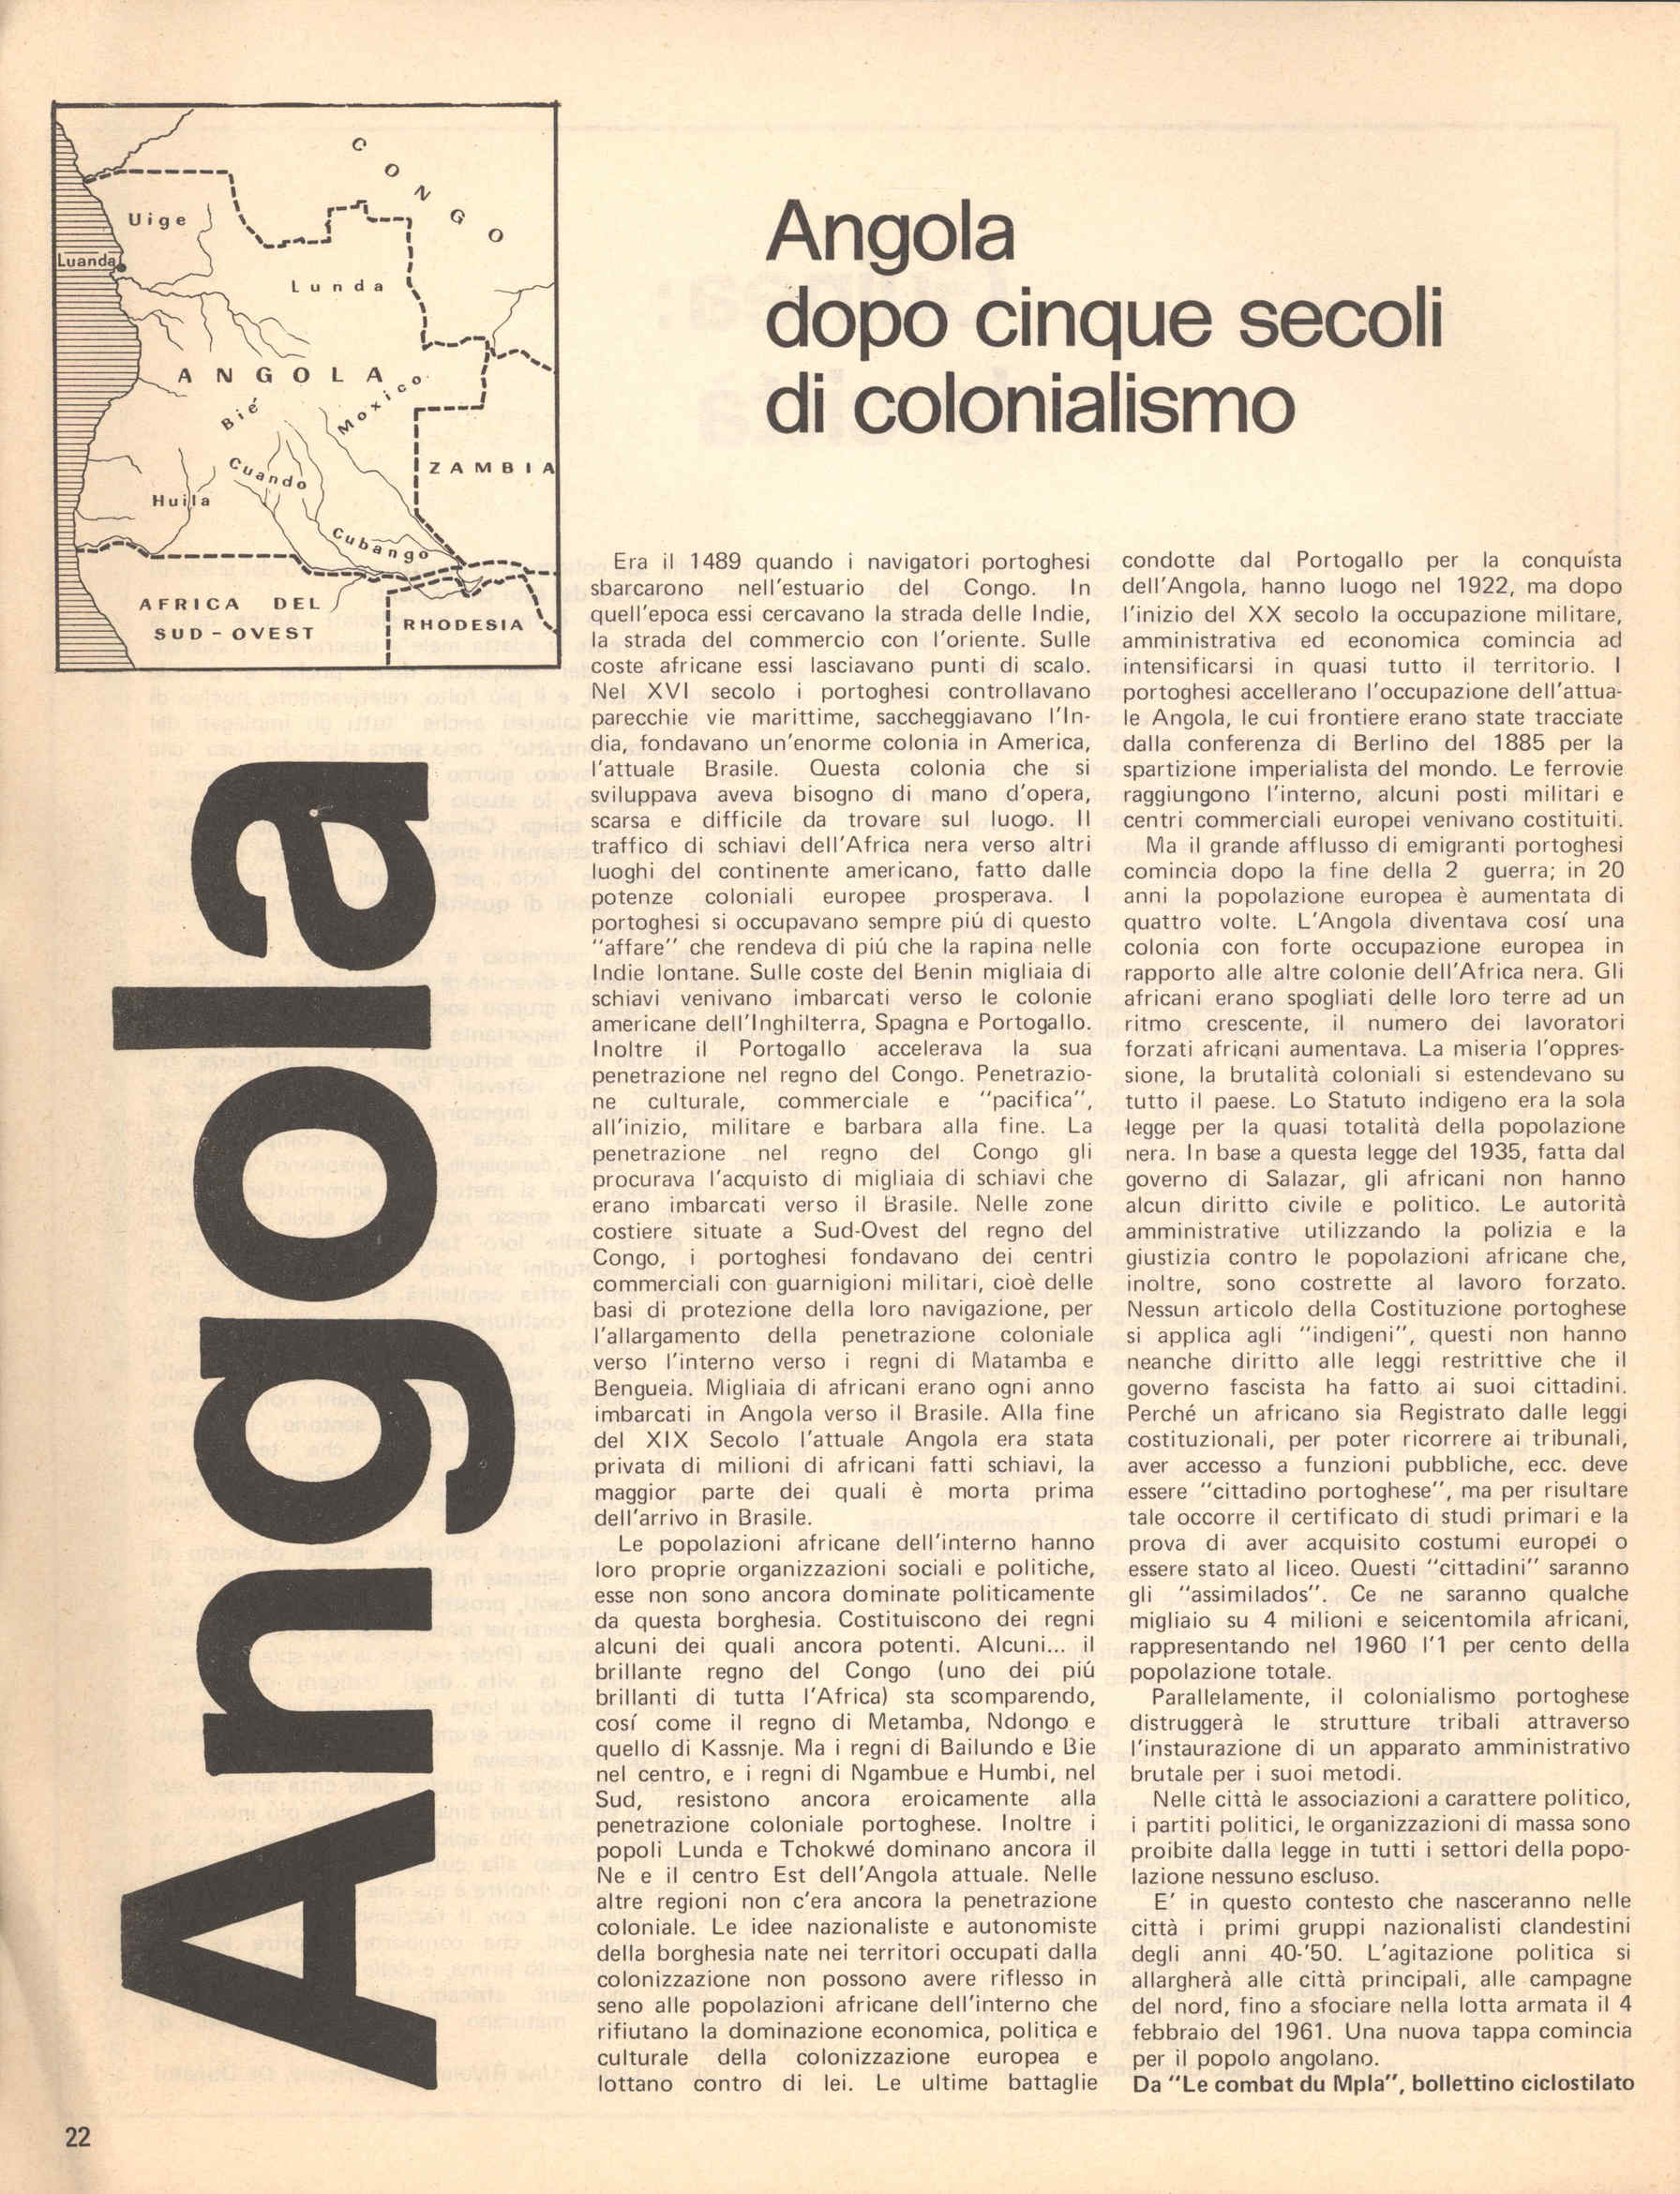 CONGO
Uige
Luanda
Lunda
ANGOLA
Bié
Moxico
Cuando
ZAMBIA
Huila
Cubango
AFRICA DEL
SUD-OVEST
RHODESIA
Angola
Angola
dopo cinque secoli
di colonialismo
Era il 1489 quando i navigatori portoghesi
sbarcarono nell'estuario del Congo. In
quell'epoca essi cercavano la strada delle Indie,
la strada del commercio con l'oriente. Sulle
coste africane essi lasciavano punti di scalo.
Nel XVI secolo i portoghesi controllavano
parecchie vie marittime, saccheggiavano l'In-
dia, fondavano un'enorme colonia in America,
l'attuale Brasile. Questa colonia che si
sviluppava aveva bisogno di mano d'opera,
scarsa e difficile da trovare sul luogo. Il
traffico di schiavi dell'Africa nera verso altri
luoghi del continente americano, fatto dalle
potenze coloniali europee prosperava. I
portoghesi si occupavano sempre piú di questo
"affare" che rendeva di piú che la rapina nelle
Indie lontane. Sulle coste del Benin migliaia di
schiavi venivano imbarcati verso le colonie
americane dell'Inghilterra, Spagna e Portogallo.
Inoltre il Portogallo accelerava la sua
penetrazione nel regno del Congo. Penetrazio-
ne culturale, commerciale e "pacifica",
all'inizio, militare e barbara alla fine. La
penetrazione nel regno del Congo gli
procurava l'acquisto di migliaia di schiavi che
erano imbarcati verso il Brasile. Nelle zone
costiere situate a Sud-Ovest del regno del
Congo, i portoghesi fondavano dei centri
commerciali con guarnigioni militari, cioè delle
basi di protezione della loro navigazione, per
l'allargamento della penetrazione coloniale
verso l'interno verso i regni di Matamba e
Bengueia. Migliaia di africani erano ogni anno
imbarcati in Angola verso il Brasile. Alla fine
del XIX Secolo l'attuale Angola era stata
privata di milioni di africani fatti schiavi, la
maggior parte dei quali è morta prima
dell'arrivo in Brasile.
Le popolazioni africane dell'interno hanno
loro proprie organizzazioni sociali e politiche,
esse non sono ancora dominate politicamente
da questa borghesia. Costituiscono dei regni
alcuni dei quali ancora potenti. Alcuni... il
brillante regno del Congo (uno dei piú
brillanti di tutta l'Africa) sta scomparendo,
cosí come il regno di Metamba, Ndongo e
quello di Kassnje. Ma i regni di Bailundo e Bie
nel centro, e i regni di Ngambue e Humbi, nel
Sud, resistono ancora eroicamente alla
penetrazione coloniale portoghese. Inoltre i
popoli Lunda e Tchokwé dominano ancora il
Ne e il centro Est dell'Angola attuale. Nelle
altre regioni non c'era ancora la penetrazione
coloniale. Le idee nazionaliste e autonomiste
della borghesia nate nei territori occupati dalla
colonizzazione non possono avere riflesso in
seno alle popolazioni africane dell'interno che
rifiutano la dominazione economica, politica e
culturale della colonizzazione europea e
lottano contro di lei. Le ultime battaglie
condotte dal Portogallo per la conquista
dell'Angola, hanno luogo nel 1922, ma dopo
l'inizio del XX secolo la occupazione militare,
amministrativa ed economica comincia ad
intensificarsi in quasi tutto il territorio. I
portoghesi accellerano l'occupazione dell'attua-
le Angola, le cui frontiere erano state tracciate
dalla conferenza di Berlino del 1885 per la
spartizione imperialista del mondo. Le ferrovie
raggiungono l'interno, alcuni posti militari e
centri commerciali europei venivano costituiti.
Ma il grande afflusso di emigranti portoghesi
comincia dopo la fine della 2 guerra; in 20
anni la popolazione europea è aumentata di
quattro volte. L'Angola diventava cosí una
colonia con forte occupazione europea in
rapporto alle altre colonie dell'Africa nera. Gli
africani erano spogliati delle loro terre ad un
ritmo crescente, il numero dei lavoratori
forzati africani aumentava. La miseria l'oppres-
sione, la brutalità coloniali si estendevano su
tutto il paese. Lo Statuto indigeno era la sola
legge per la quasi totalità della popolazione
nera. In base a questa legge del 1935, fatta dal
governo di Salazar, gli africani non hanno
alcun diritto civile e politico. Le autorità
amministrative utilizzando la polizia e la
giustizia contro le popolazioni africane che,
inoltre, sono costrette al lavoro forzato.
Nessun articolo della Costituzione portoghese
si applica agli "indigeni", questi non hanno
neanche diritto alle leggi restrittive che il
governo fascista ha fatto ai suoi cittadini.
Perché un africano sia Registrato dalle leggi
costituzionali, per poter ricorrere ai tribunali,
aver accesso a funzioni pubbliche, ecc. deve
essere "cittadino portoghese", ma per risultare
tale occorre il certificato di studi primari e la
prova di aver acquisito costumi europei o
essere stato al liceo. Questi "cittadini" saranno
gli "assimilados". Ce ne saranno qualche
migliaio su 4 milioni e seicentomila africani,
rappresentando nel 1960 l'1 per cento della
popolazione totale.
Parallelamente, il colonialismo portoghese
distruggerà le strutture tribali attraverso
l'instaurazione di un apparato amministrativo
brutale per i suoi metodi.
Nelle città le associazioni a carattere politico,
i partiti politici, le organizzazioni di massa sono
proibite dalla legge in tutti i settori della popo-
lazione nessuno escluso.
E' in questo contesto che nasceranno nelle
città i primi gruppi nazionalisti clandestini
degli anni 40-'50. L'agitazione politica si
allargherà alle città principali, alle campagne
del nord, fino a sfociare nella lotta armata il 4
febbraio del 1961. Una nuova tappa comincia
per il popolo angolano.
Da "Le combat du Mpla", bollettino ciclostilato
22